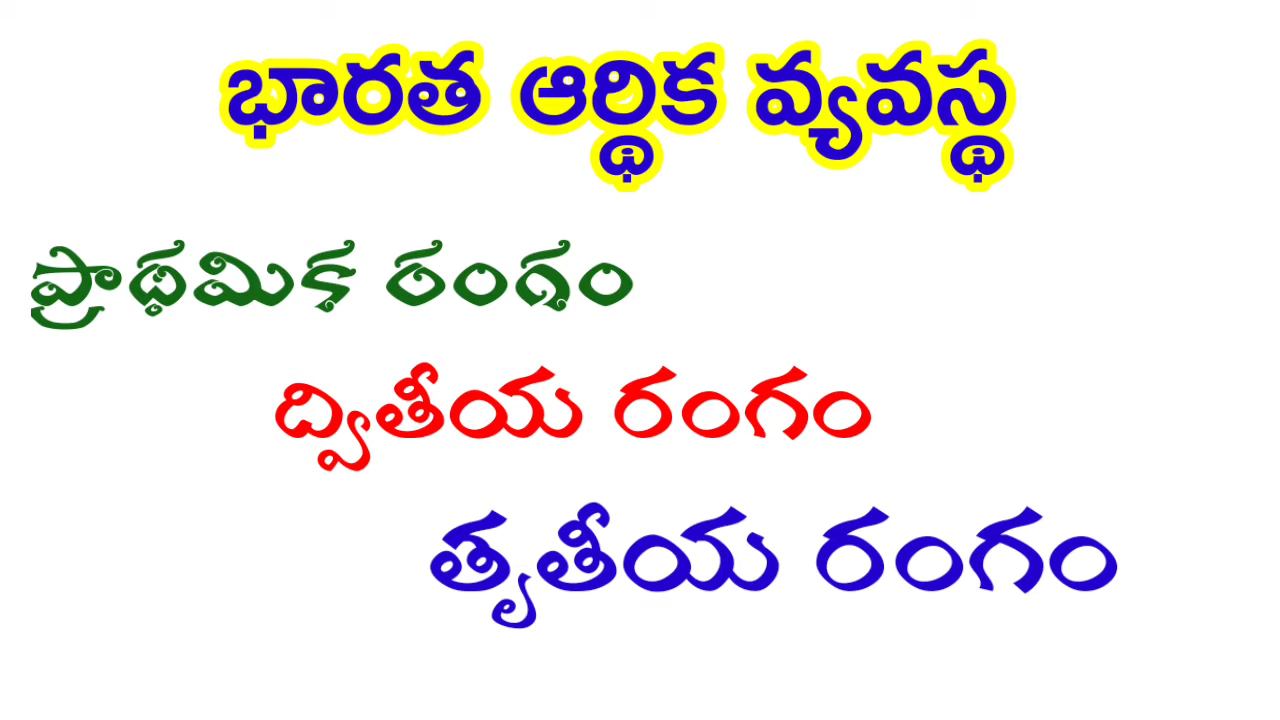 భారత ఆర్థిక వ్యవస్థ
ప్రాథమిక రంగం
ద్వితీయ రంగం
తృతీయ రంగం